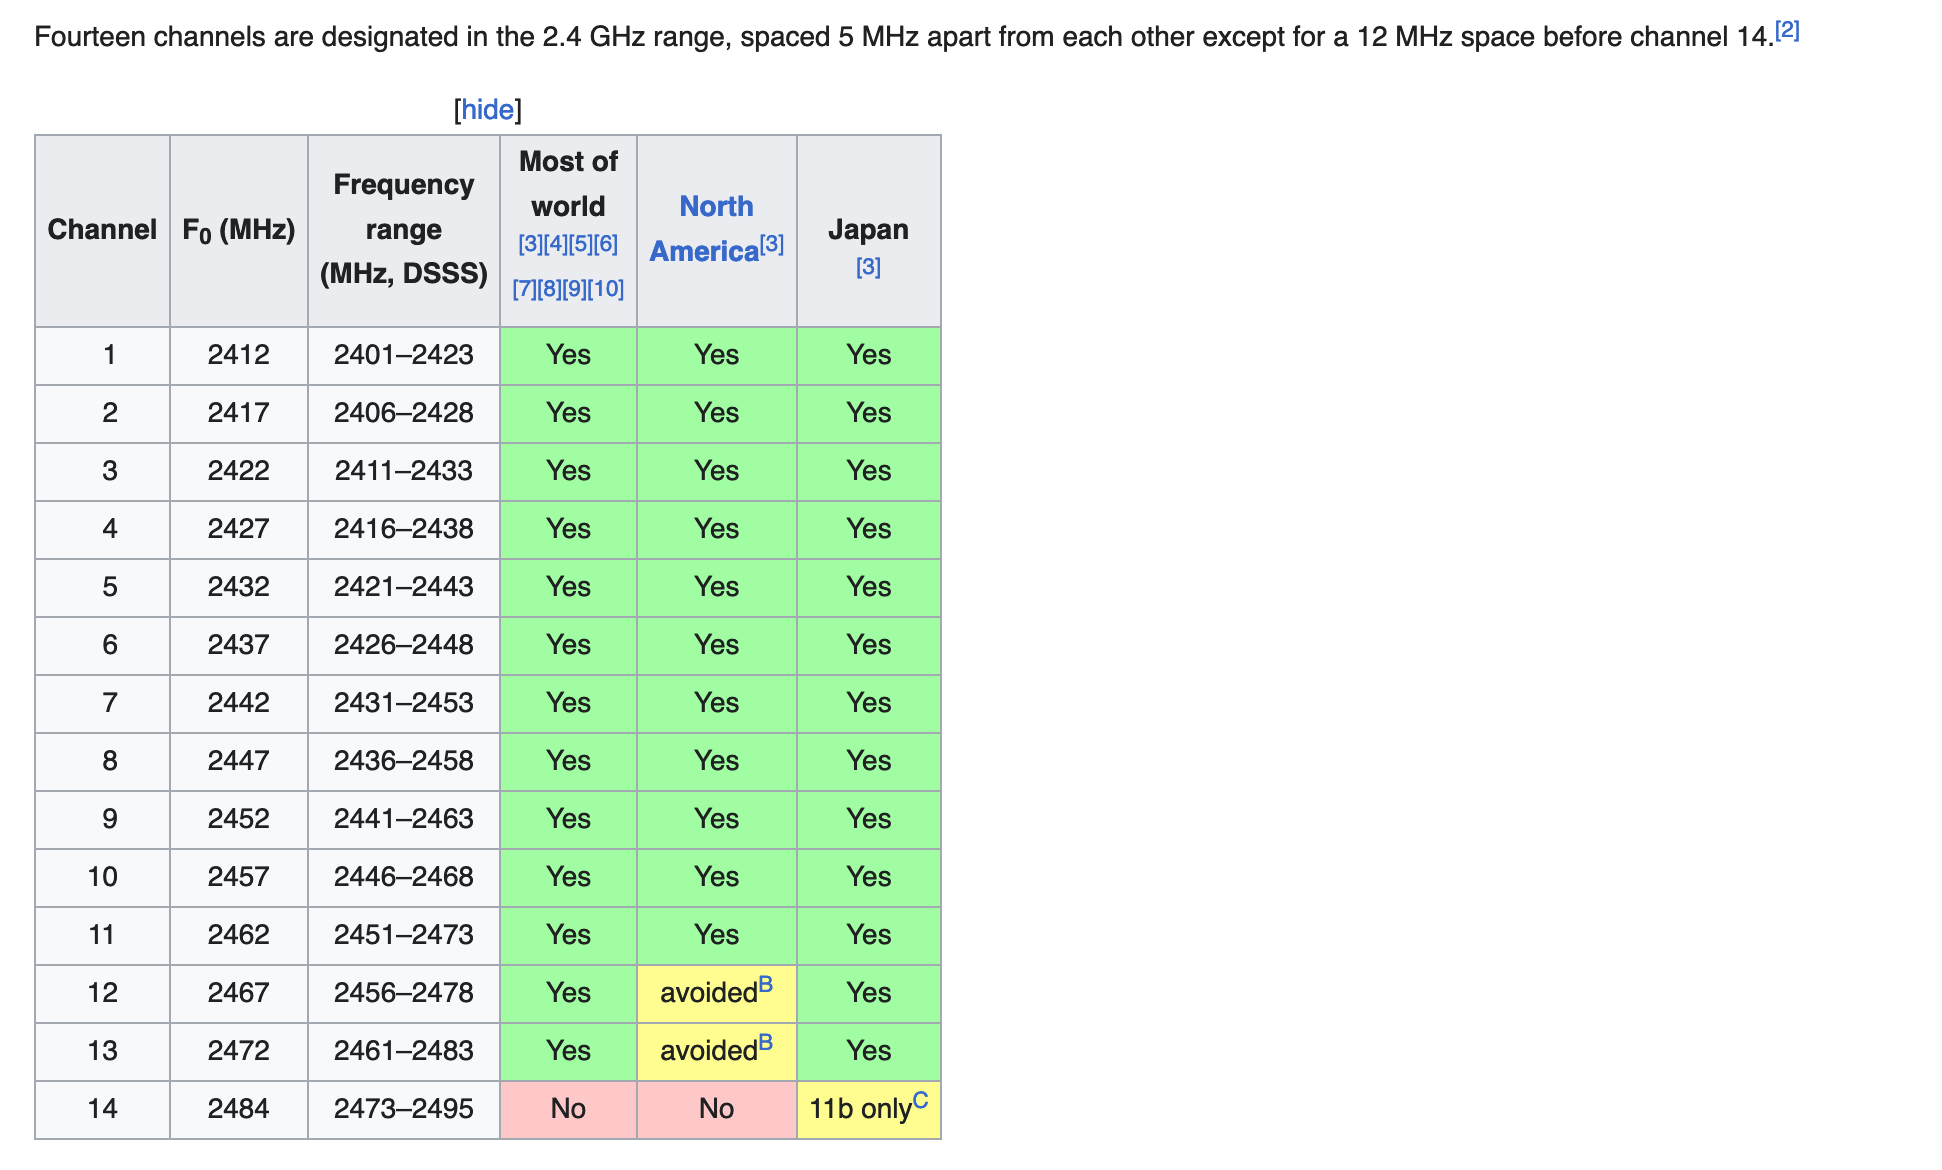 Fourteen channels are designated in the 2.4 GHz range, spaced 5 MHz apart from each other except for a 12 MHz space before channel 14.[2]
[hide]
Channel F0 (MHz) Frequency range (MHz, DSSS) Most of world [3][4][5][6] [7][8][9][10] North America[3] Japan [3]
1 2412 2401–2423 Yes Yes Yes
2 2417 2406–2428 Yes Yes Yes
3 2422 2411–2433 Yes Yes Yes
4 2427 2416–2438 Yes Yes Yes
5 2432 2421–2443 Yes Yes Yes
6 2437 2426–2448 Yes Yes Yes
7 2442 2431–2453 Yes Yes Yes
8 2447 2436–2458 Yes Yes Yes
9 2452 2441–2463 Yes Yes Yes
10 2457 2446–2468 Yes Yes Yes
11 2462 2451–2473 Yes Yes Yes
12 2467 2456–2478 Yes avoidedB Yes
13 2472 2461–2483 Yes avoidedB Yes
14 2484 2473–2495 No No 11b onlyC